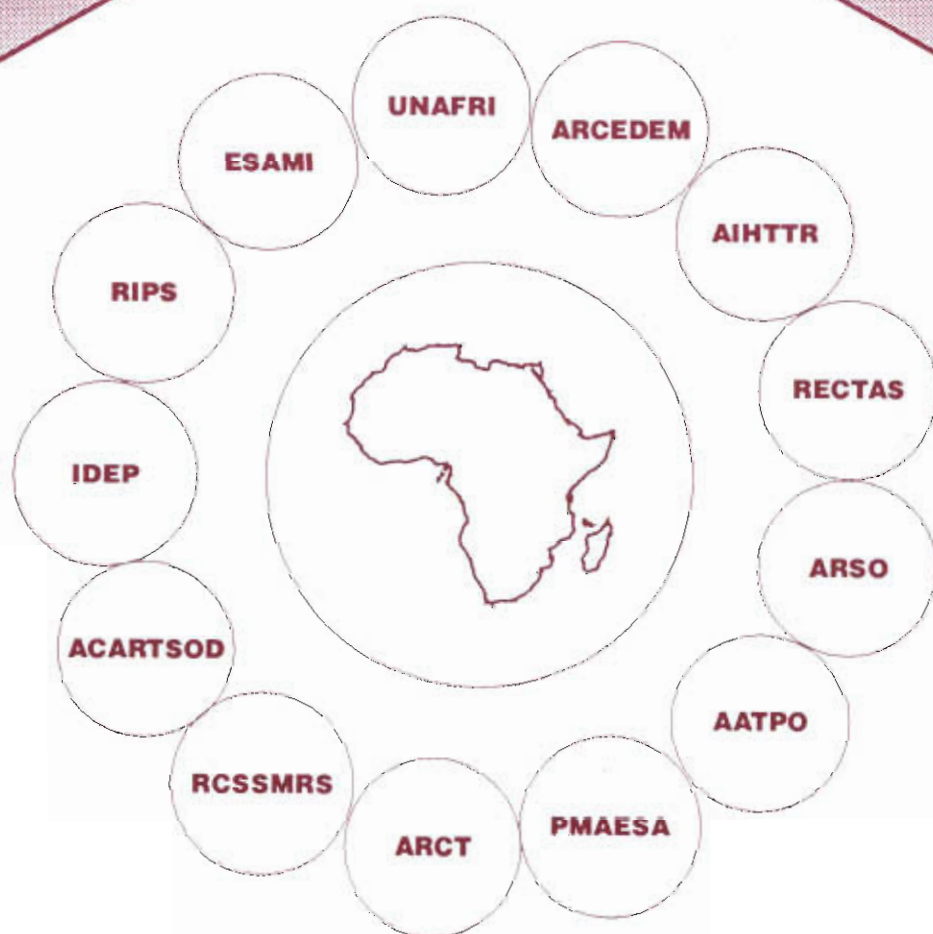 UNAFRI
ARCEDEM
AIHTTR
RECTAS
ARSO
AATPO
PMAESA
ARCT
RCSSMRS
ACARTSOD
IDEP
RIPS
ESAMI